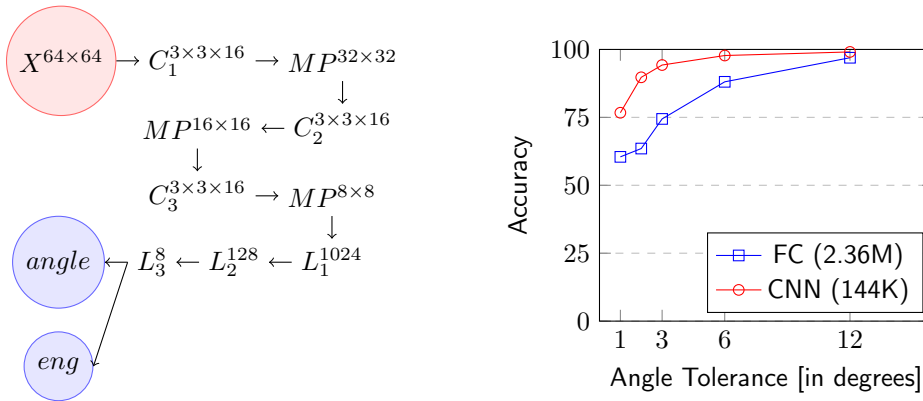 X^{64×64} → C_1^{3×3×16} → MP^{32×32}
MP^{16×16} ← C_2^{3×3×16}
C_3^{3×3×16} → MP^{8×8}
angle ← L_3^8 ← L_2^{128} ← L_1^{1024}
eng
100
75
50
25
0
Accuracy
FC (2.36M)
CNN (144K)
1 3 6 12
Angle Tolerance [in degrees]